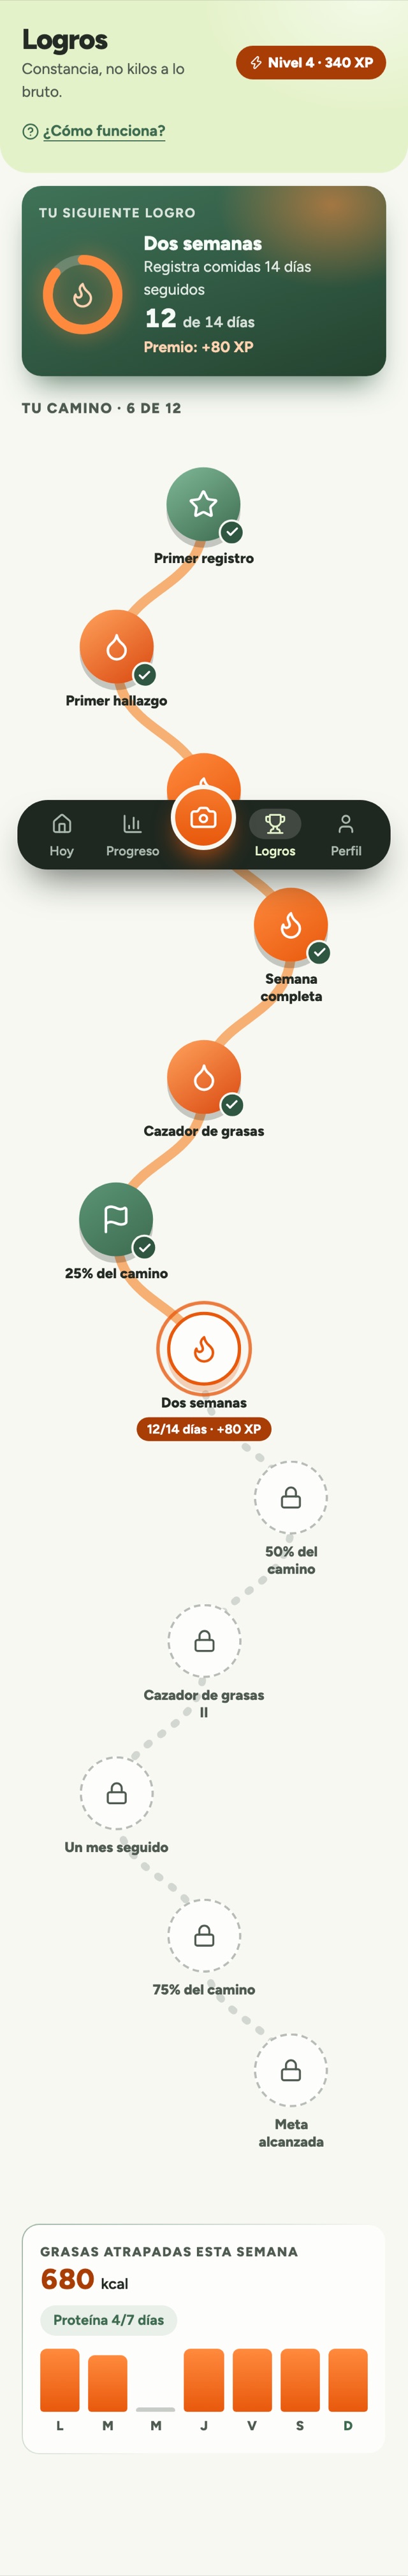 Logros
Constancia, no kilos a lo
bruto.
Nivel 4 · 340 XP
¿Cómo funciona?
TU SIGUIENTE LOGRO
Dos semanas
Registra comidas 14 días
seguidos
12 de 14 días
Premio: +80 XP
TU CAMINO · 6 DE 12
Primer registro
Primer hallazgo
Hoy
Progreso
Logros
Perfil
Semana
completa
Cazador de grasas
25% del camino
Dos semanas
12/14 días · +80 XP
50% del
camino
Cazador de grasas
II
Un mes seguido
75% del camino
Meta
alcanzada
GRASAS ATRAPADAS ESTA SEMANA
680 kcal
Proteína 4/7 días
L M M J V S D